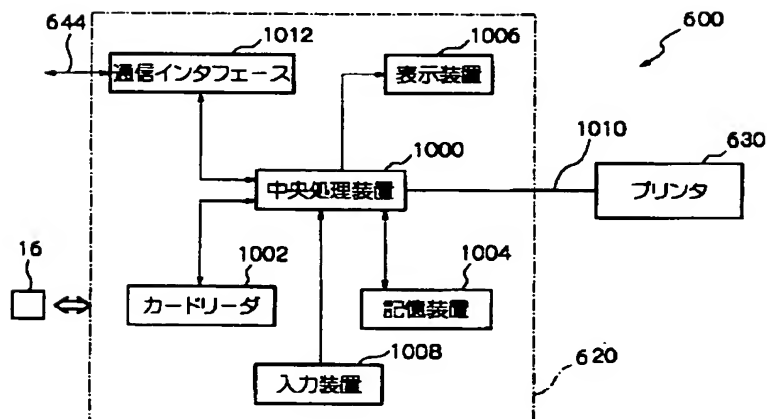 644
1012
1006
600
通信インタフェース
表示装置
1000
1010
630
中央処理装置
プリンタ
16
1002
1004
カードリーダ
記憶装置
1008
620
入力装置